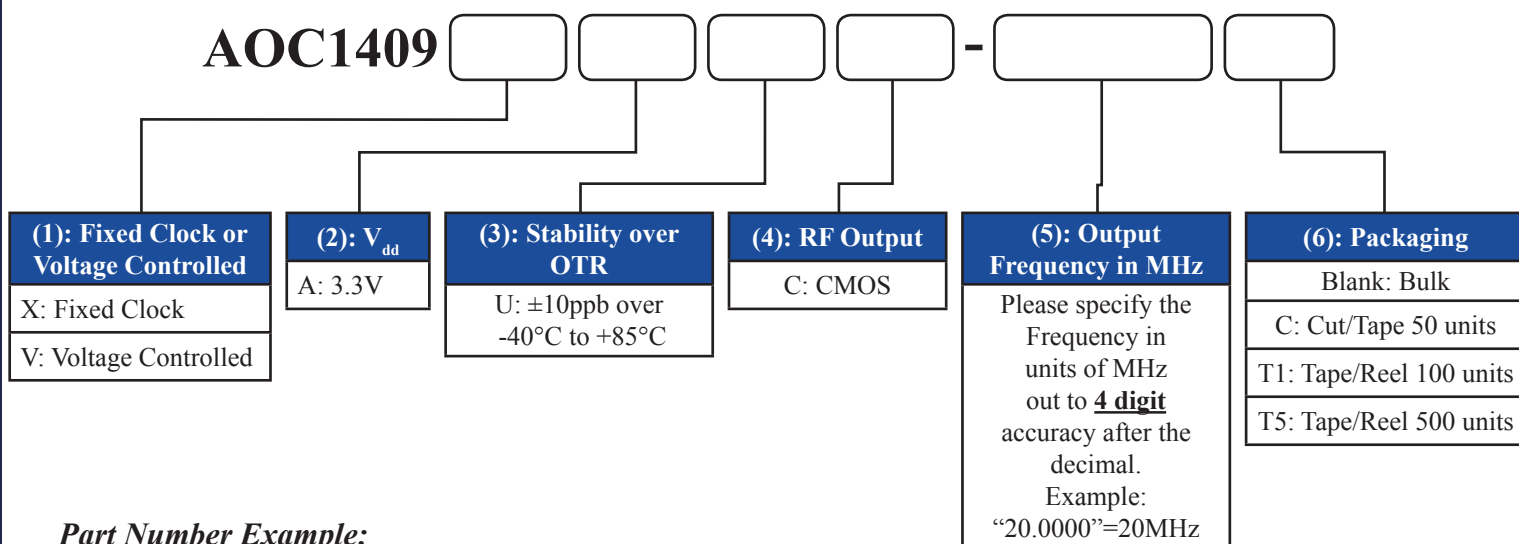 AOC1409 -
(1): Fixed Clock or
Voltage Controlled
X: Fixed Clock
V: Voltage Controlled
(2): Vdd
A: 3.3V
(3): Stability over
OTR
U: ±10ppb over
-40°C to +85°C
(4): RF Output
C: CMOS
(5): Output
Frequency in MHz
Please specify the
Frequency in
units of MHz
out to 4 digit
accuracy after the
decimal.
Example:
“20.0000”=20MHz
(6): Packaging
Blank: Bulk
C: Cut/Tape 50 units
T1: Tape/Reel 100 units
T5: Tape/Reel 500 units
Part Number Example: